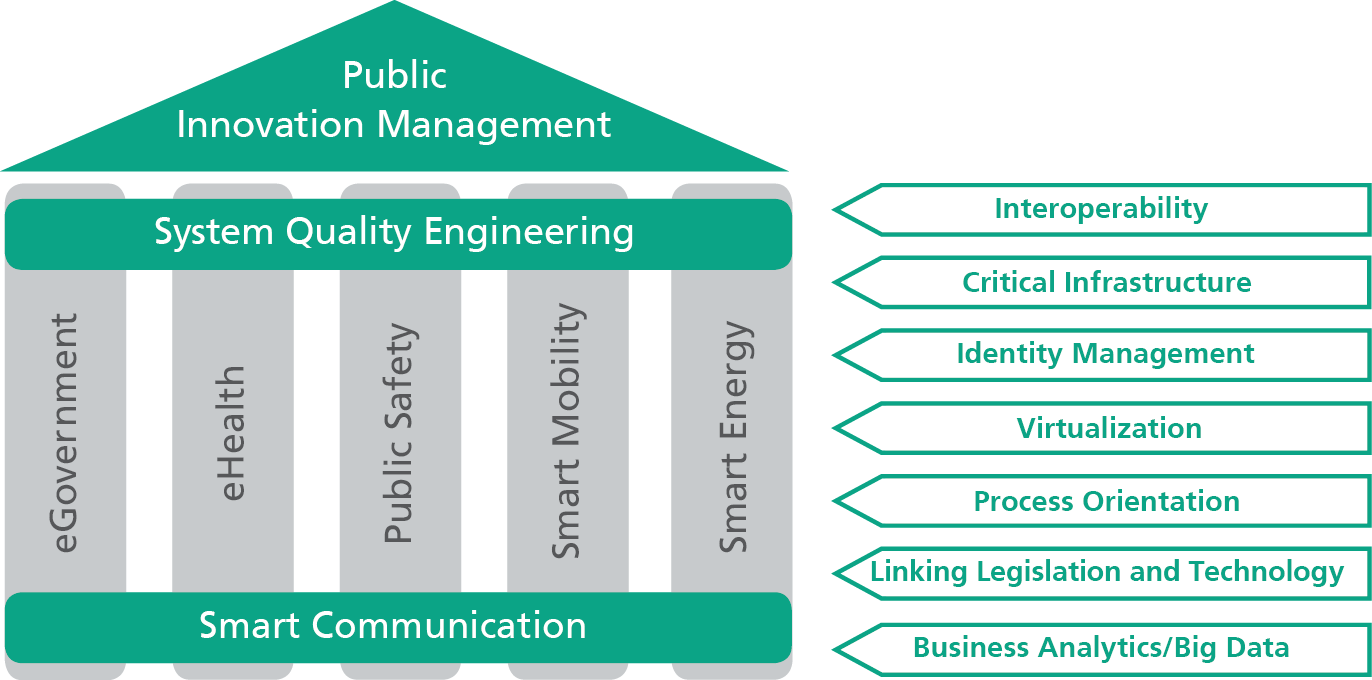 Public
Innovation Management
System Quality Engineering
eGovernment
eHealth
Public Safety
Smart Mobility
Smart Energy
Smart Communication
Interoperability
Critical Infrastructure
Identity Management
Virtualization
Process Orientation
Linking Legislation and Technology
Business Analytics/Big Data